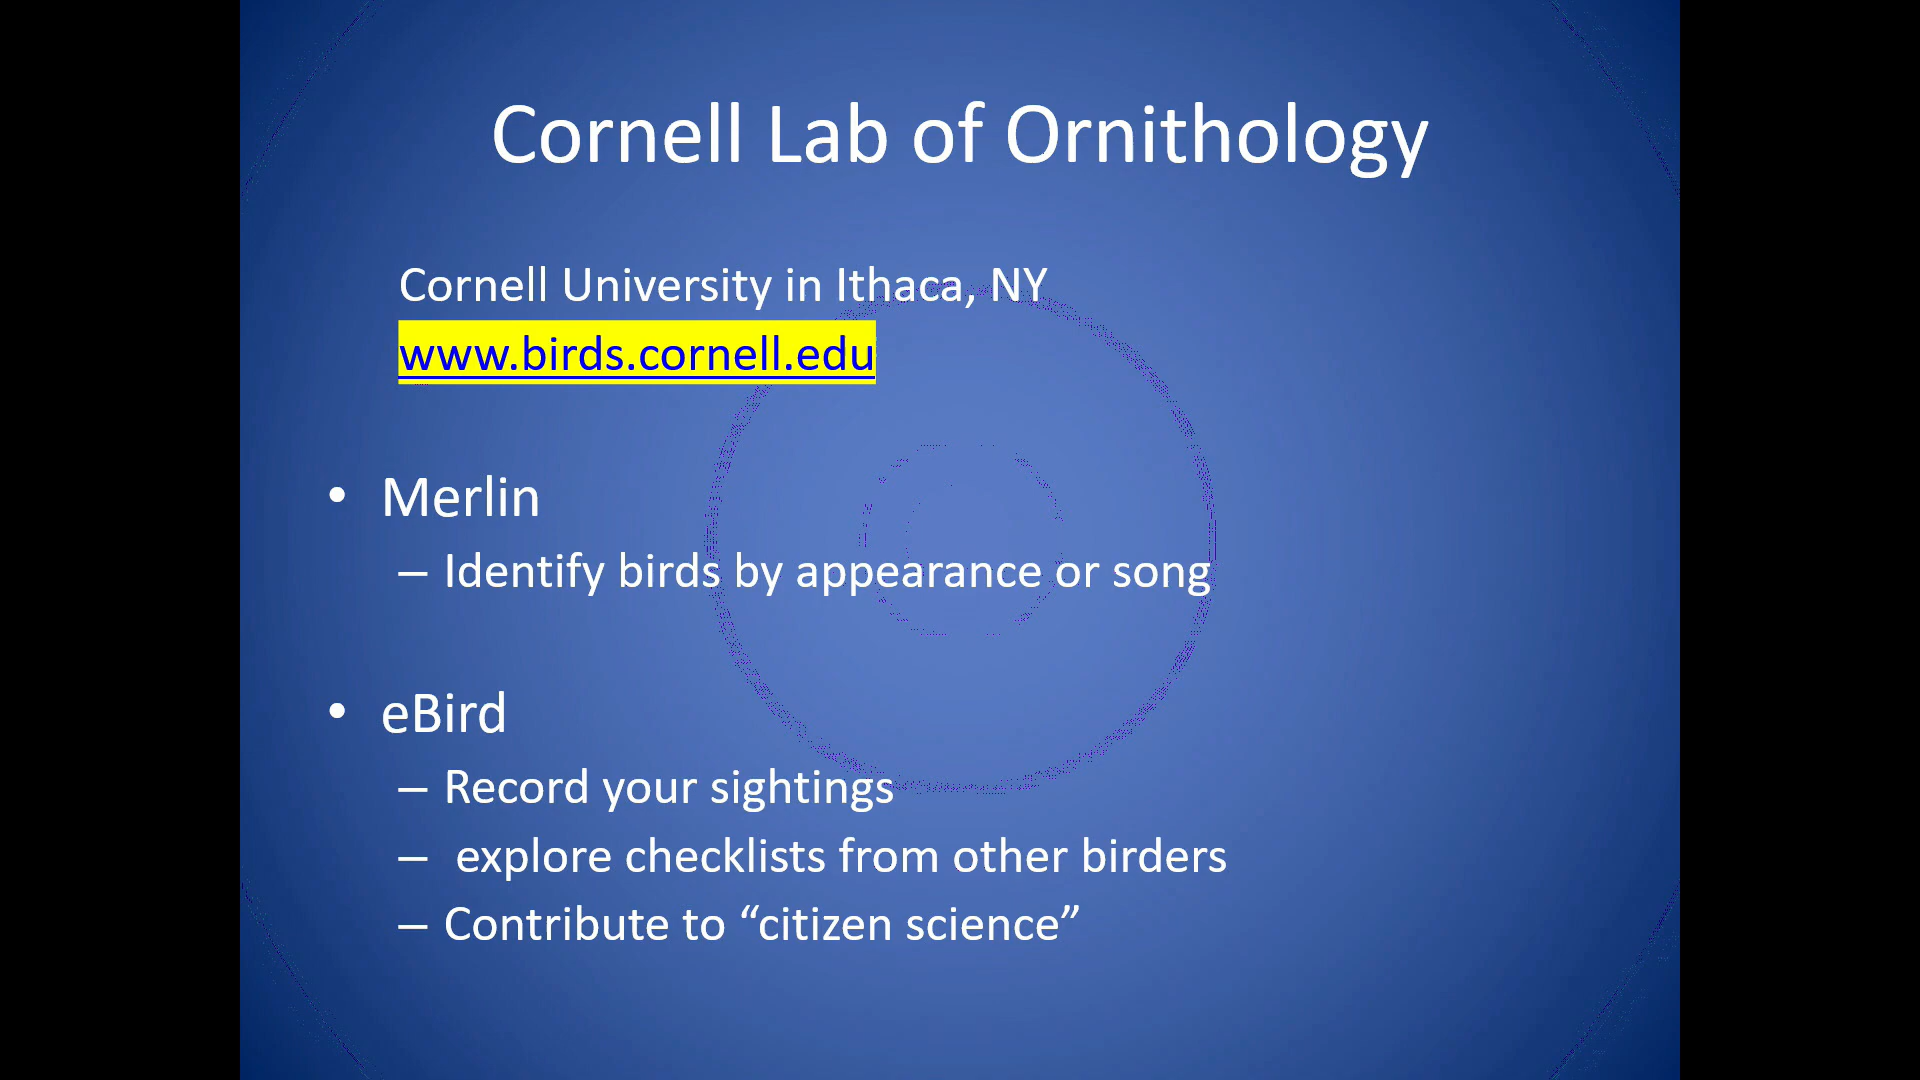 Cornell Lab of Ornithology
Cornell University in Ithaca, NY
www.birds.cornell.edu
• Merlin
– Identify birds by appearance or song
• eBird
– Record your sightings
– explore checklists from other birders
– Contribute to “citizen science”